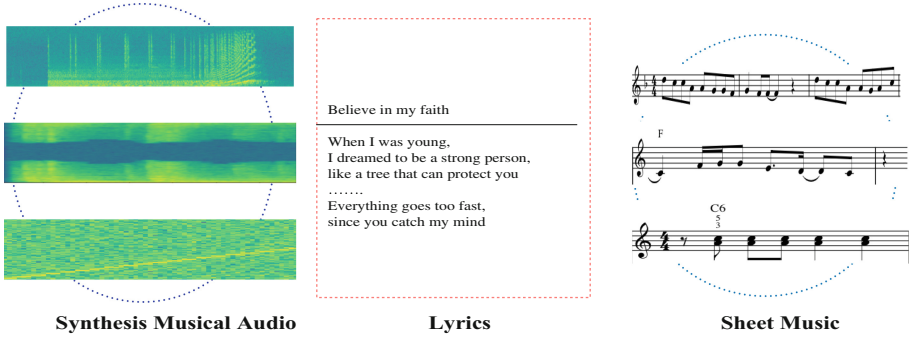 Believe in my faith
When I was young,
I dreamed to be a strong person,
like a tree that can protect you
…….
Everything goes too fast,
since you catch my mind
F
C6
5
3
Synthesis Musical Audio
Lyrics
Sheet Music